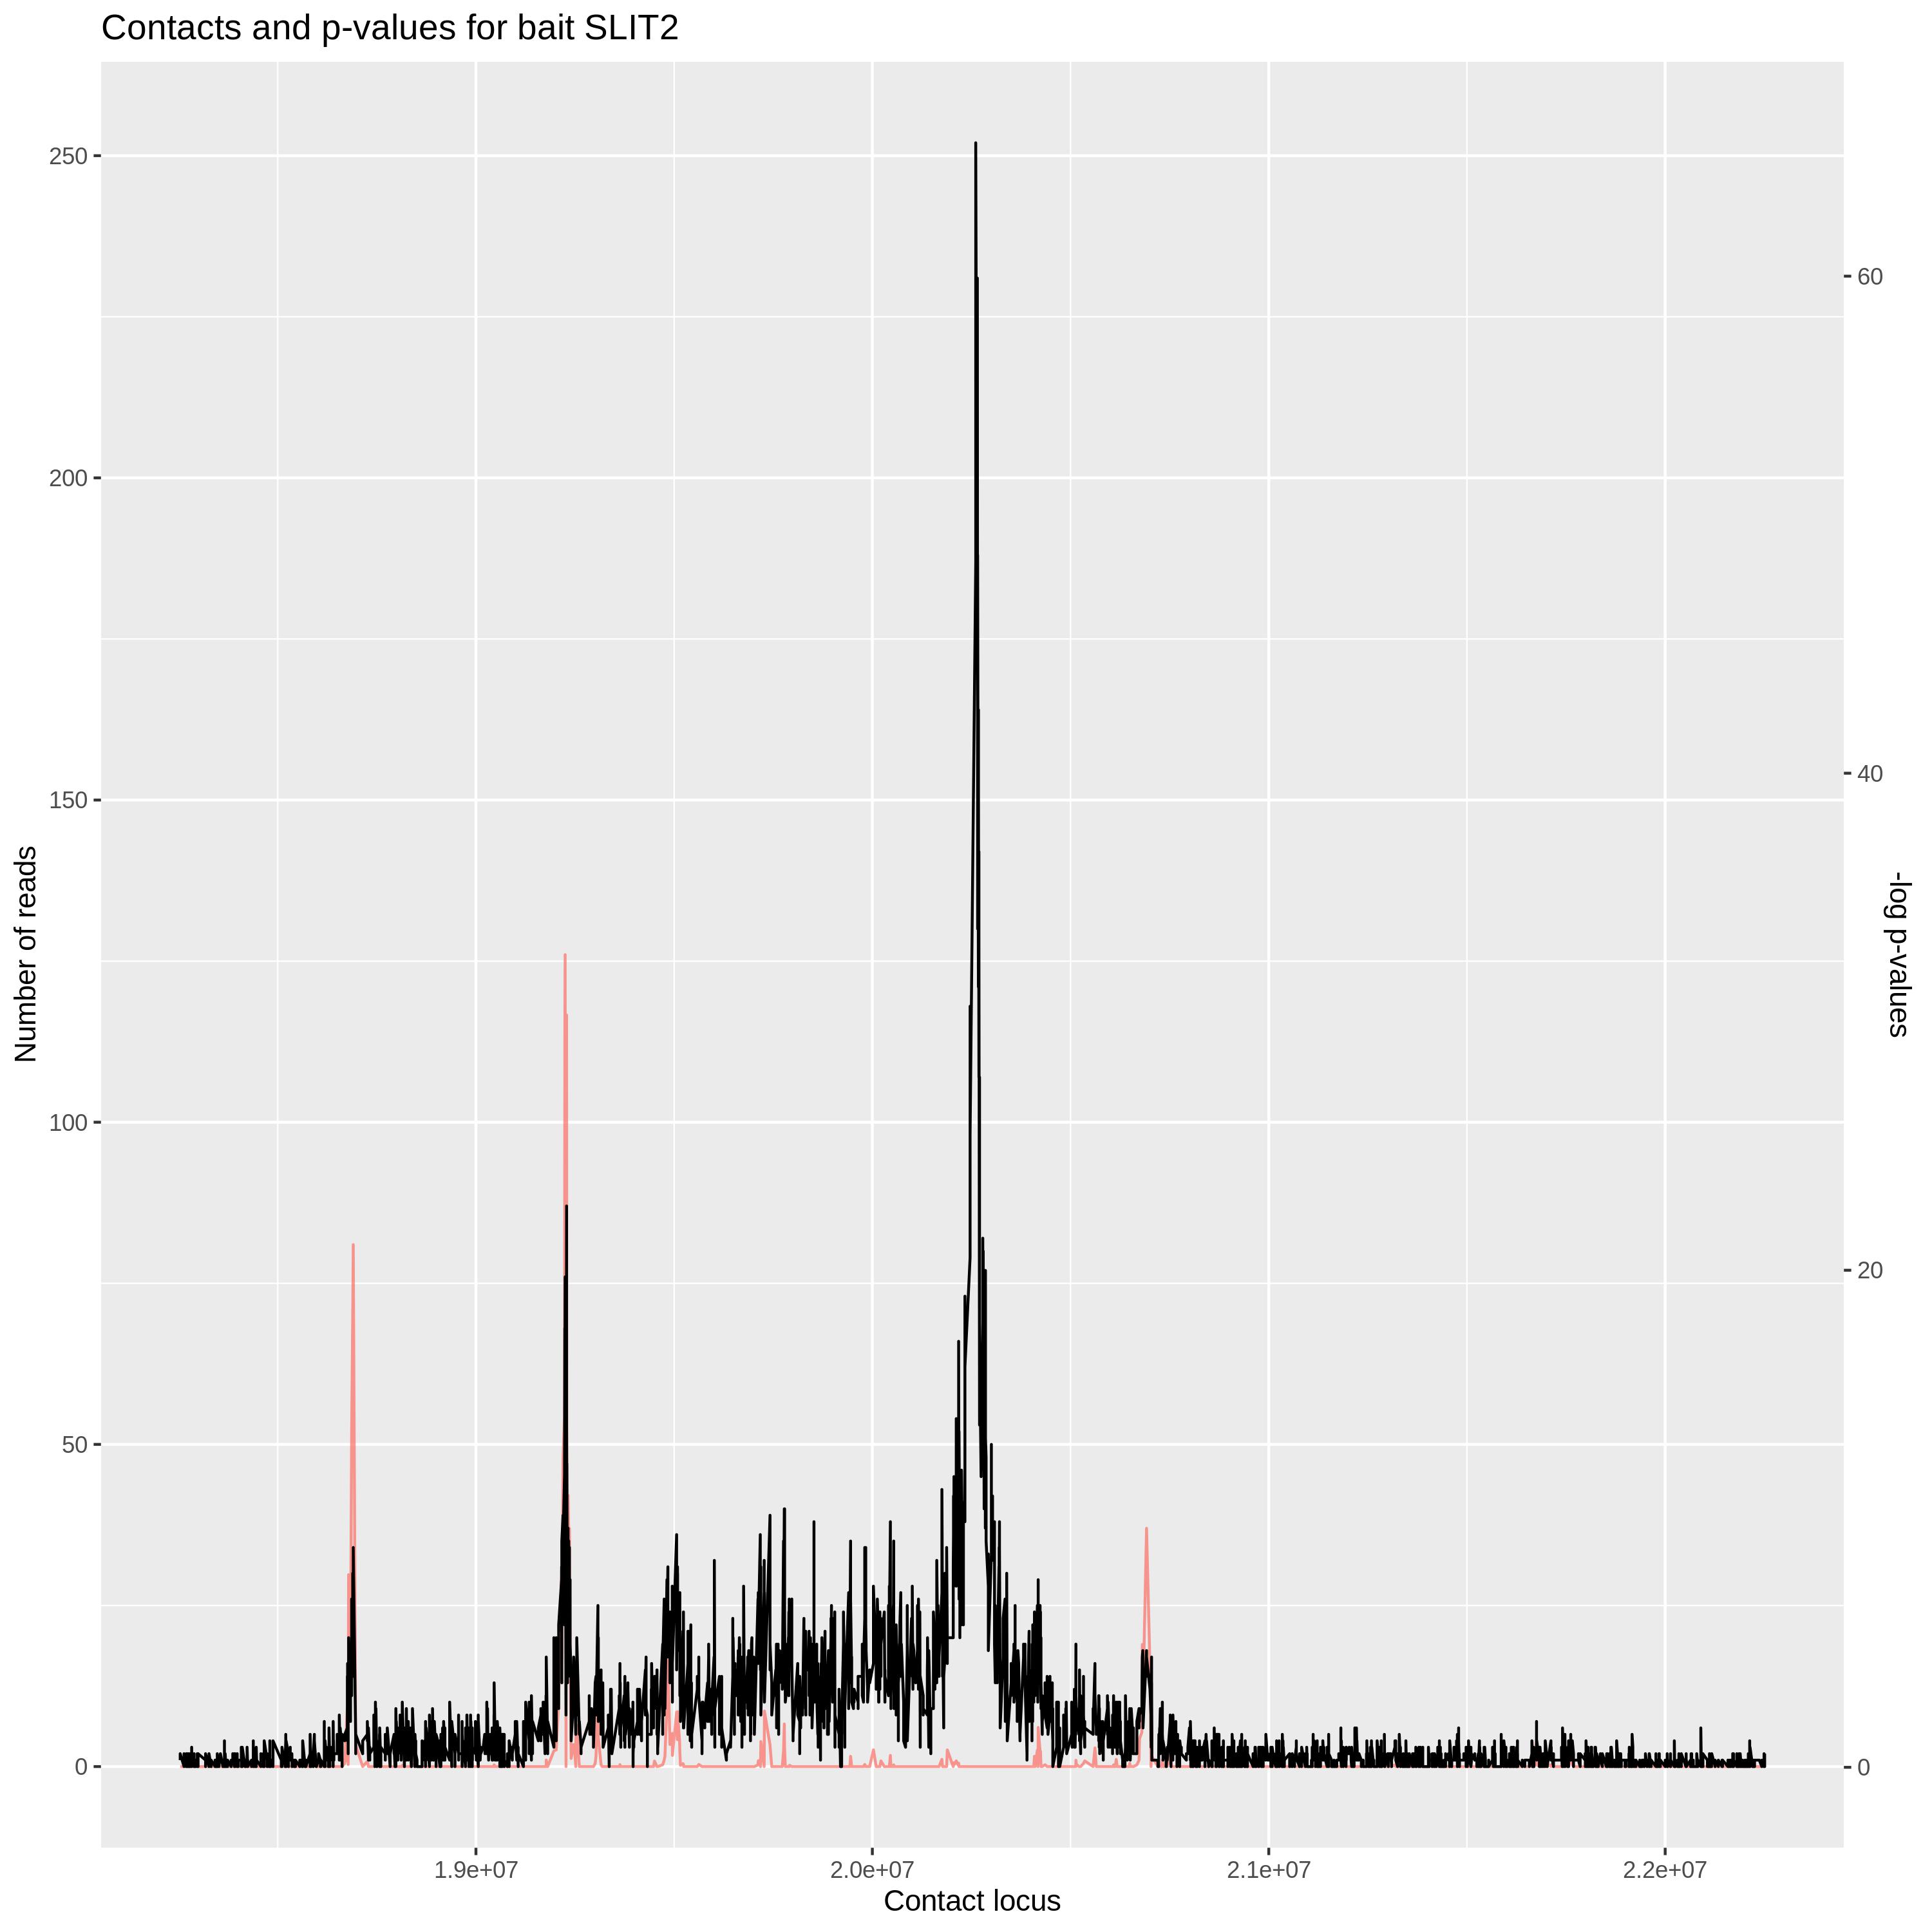 Contacts and p-values for bait SLIT2
250
200
150
100
50
0
Number of reads
60
40
20
0
-log p-values
1.9e+07 2.0e+07 2.1e+07 2.2e+07
Contact locus